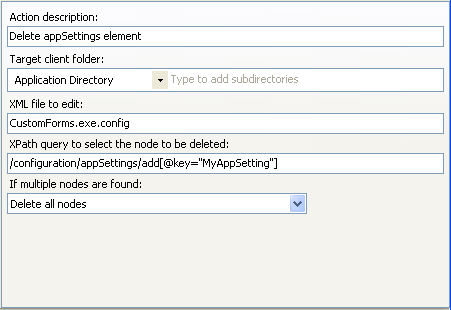 Action description:
Delete appSettings element
Target client folder:
Application Directory Type to add subdirectories
XML file to edit:
CustomForms.exe.config
XPath query to select the node to be deleted:
/configuration/appSettings/add[@key="MyAppSetting"]
If multiple nodes are found:
Delete all nodes